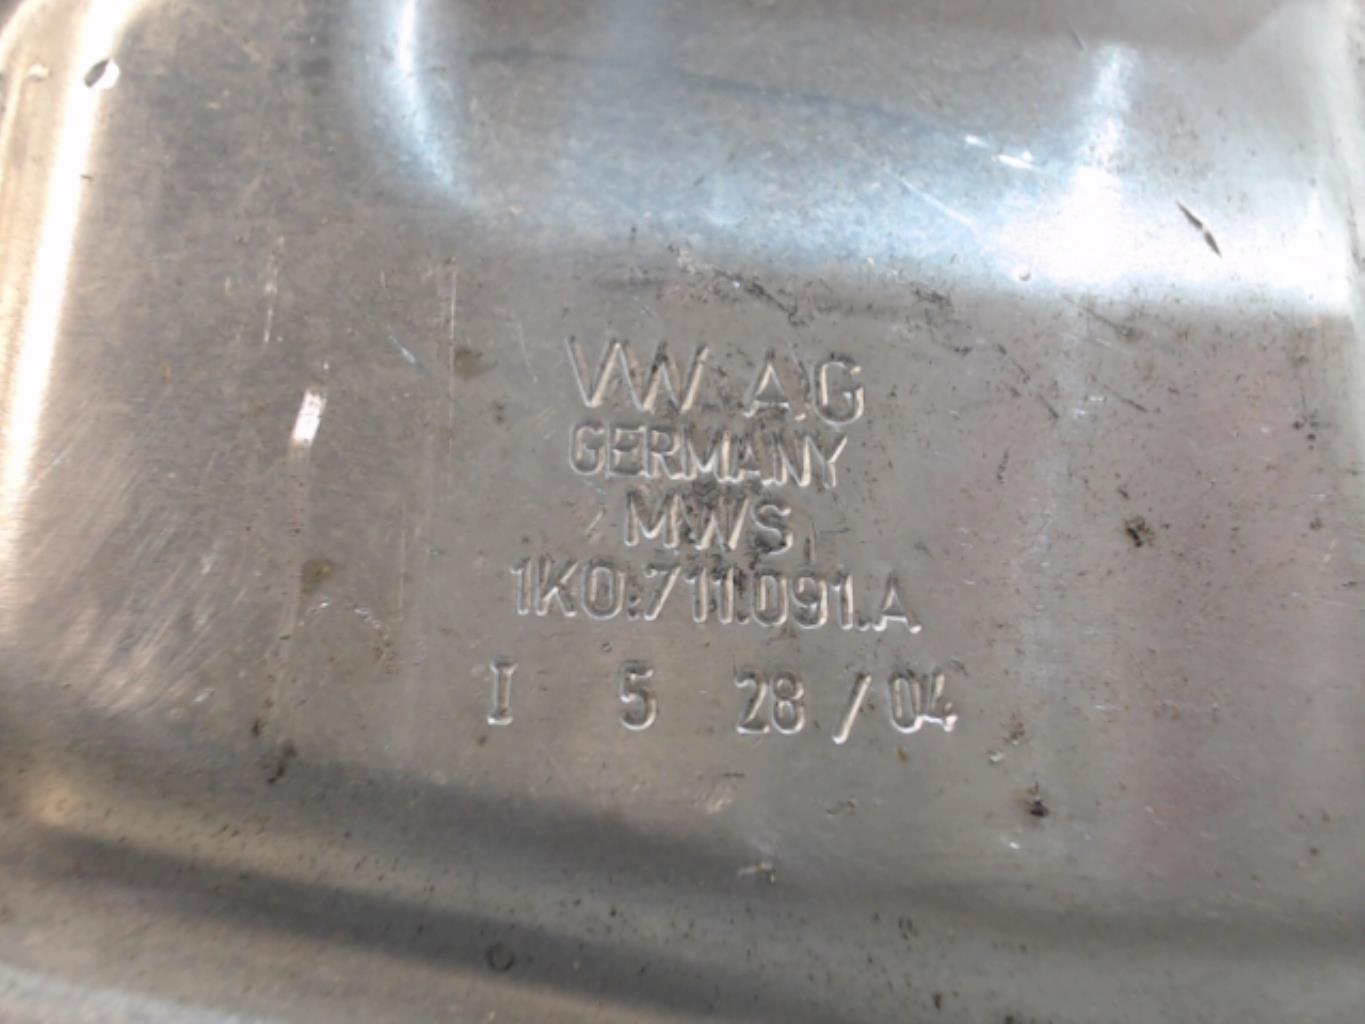 VW AG
GERMANY
MWS
1K0.711.091.A
I 5 28 / 04